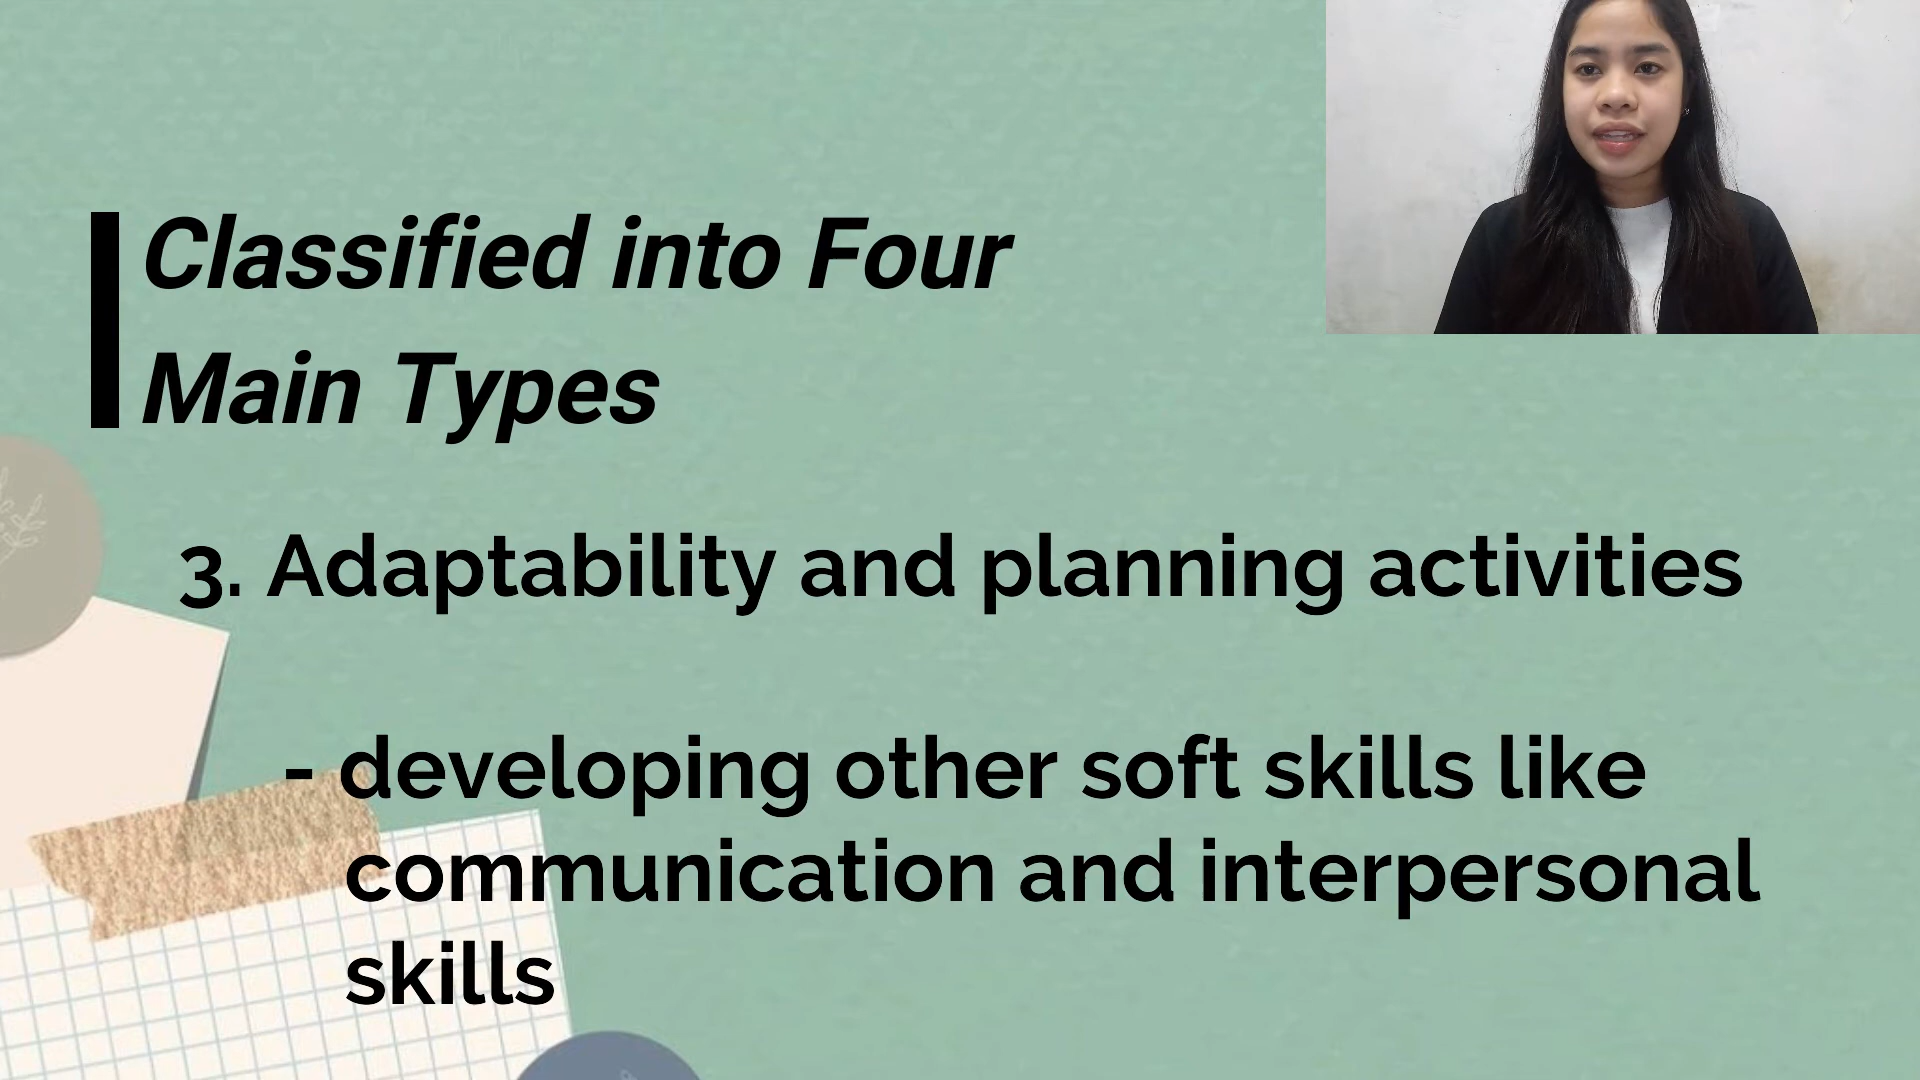 Classified into Four
Main Types
3. Adaptability and planning activities
- developing other soft skills like
communication and interpersonal
skills